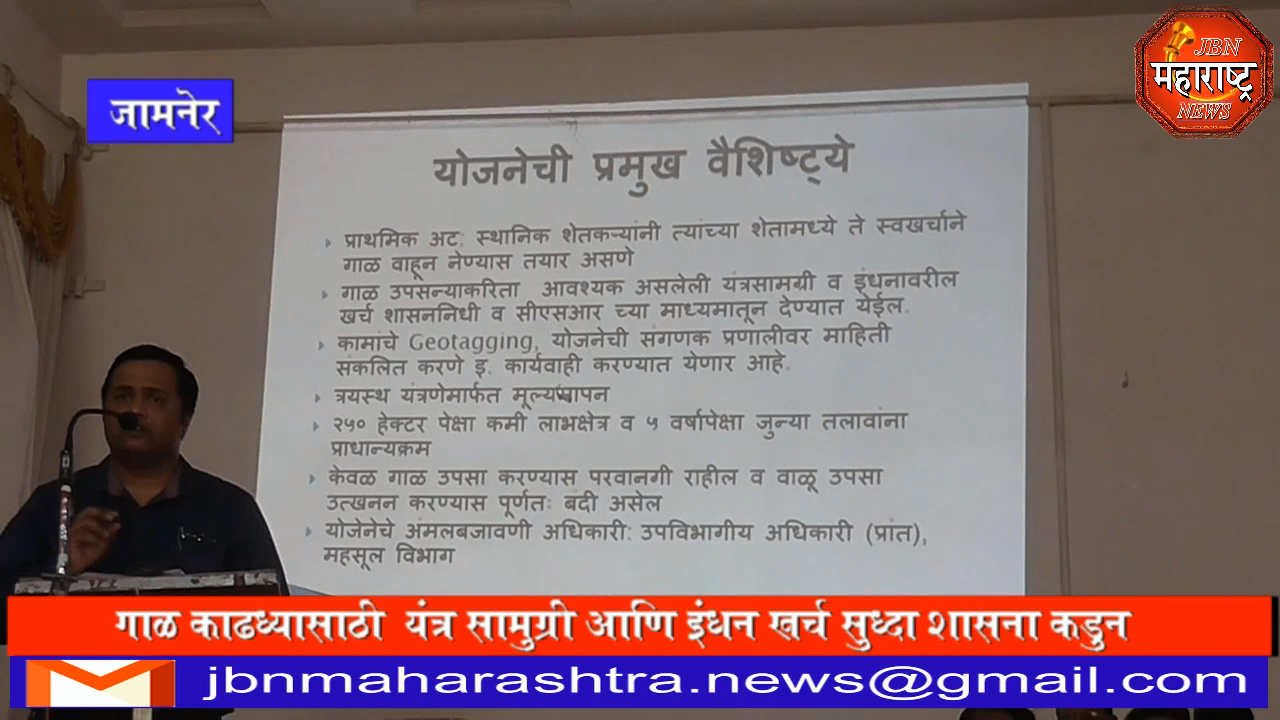 JBN
महाराष्ट्र
NEWS
जामनेर
योजनेची प्रमुख वैशिष्ट्ये
प्राथमिक अट: स्थानिक शेतकऱ्यांनी त्यांच्या शेतामध्ये ते स्वखर्चाने
गाळ वाहून नेण्यास तयार असणे
गाळ उपसन्याकरिता आवश्यक असलेली यंत्रसामग्री व इंधनावरील
खर्च शासननिधी व सीएसआर च्या माध्यमातून देण्यात येईल.
कामांचे Geotagging, योजनेची संगणक प्रणालीवर माहिती
संकलित करणे इ. कार्यवाही करण्यात येणार आहे.
त्रयस्थ यंत्रणेमार्फत मूल्यमापन
२५० हेक्टर पेक्षा कमी लाभक्षेत्र व ५ वर्षापेक्षा जुन्या तलावांना
प्राधान्यक्रम
केवळ गाळ उपसा करण्यास परवानगी राहील व वाळू उपसा
उत्खनन करण्यास पूर्णतः बंदी असेल
योजेनेचे अंमलबजावणी अधिकारी: उपविभागीय अधिकारी (प्रांत),
महसूल विभाग
गाळ काढध्यासाठी यंत्र सामुग्री आणि इंधन खर्च सुध्दा शासना कडुन
jbnmaharashtra.news@gmail.com